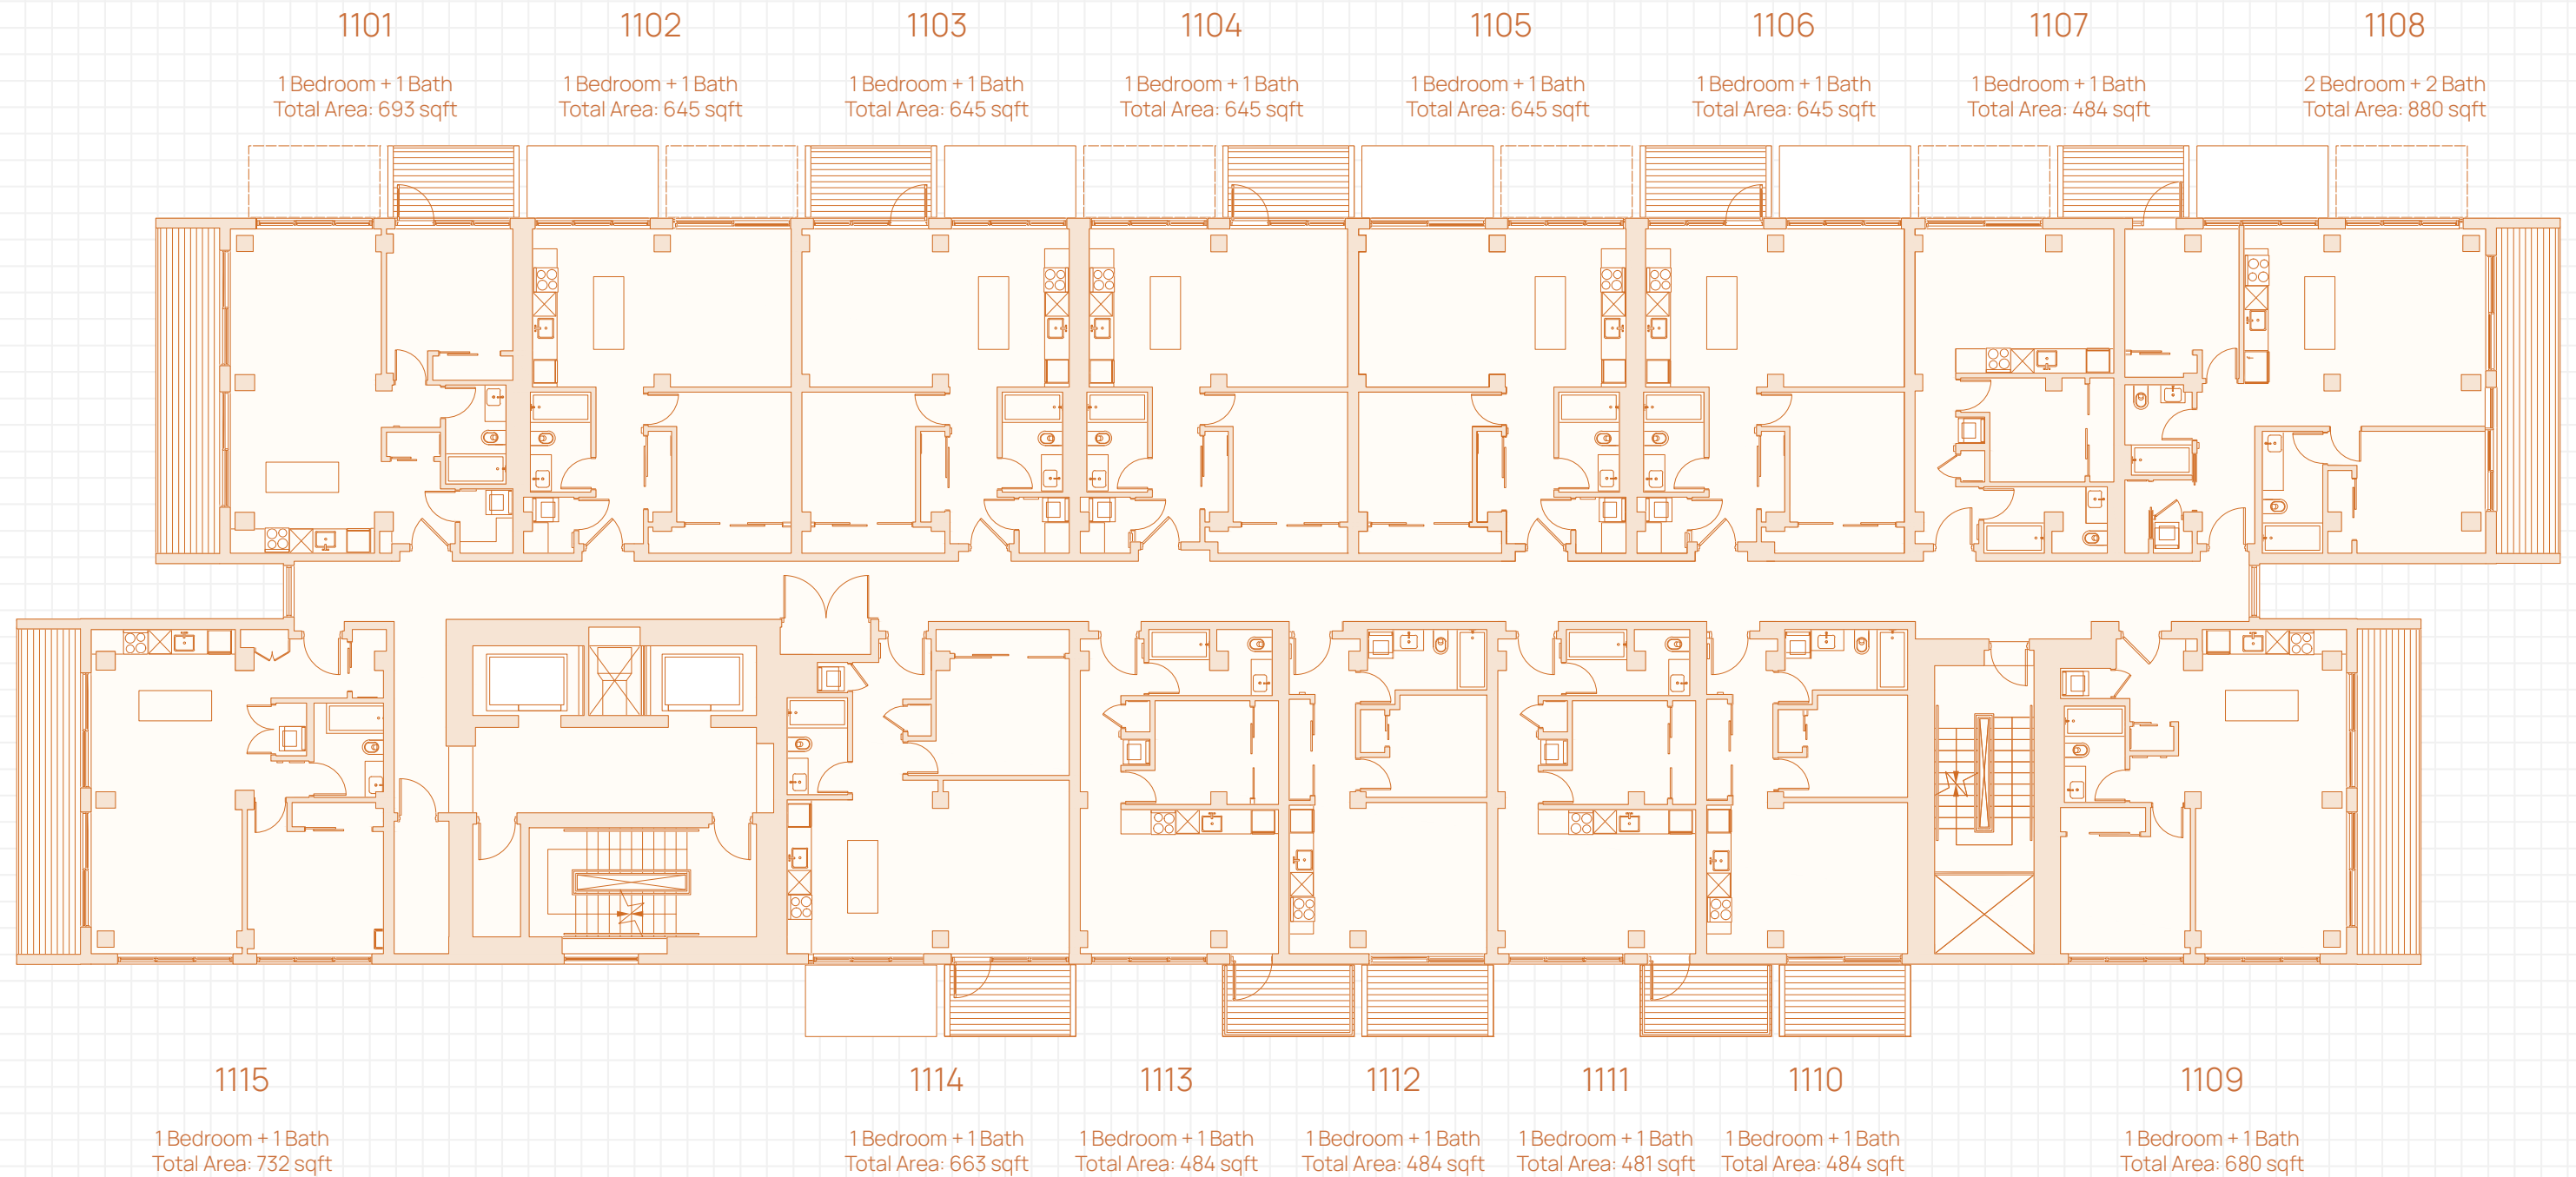 1101
1 Bedroom + 1 Bath
Total Area: 693 sqft
1102
1 Bedroom + 1 Bath
Total Area: 645 sqft
1103
1 Bedroom + 1 Bath
Total Area: 645 sqft
1104
1 Bedroom + 1 Bath
Total Area: 645 sqft
1105
1 Bedroom + 1 Bath
Total Area: 645 sqft
1106
1 Bedroom + 1 Bath
Total Area: 645 sqft
1107
1 Bedroom + 1 Bath
Total Area: 484 sqft
1108
2 Bedroom + 2 Bath
Total Area: 880 sqft
1115
1 Bedroom + 1 Bath
Total Area: 732 sqft
1114
1 Bedroom + 1 Bath
Total Area: 663 sqft
1113
1 Bedroom + 1 Bath
Total Area: 484 sqft
1112
1 Bedroom + 1 Bath
Total Area: 484 sqft
1111
1 Bedroom + 1 Bath
Total Area: 481 sqft
1110
1 Bedroom + 1 Bath
Total Area: 484 sqft
1109
1 Bedroom + 1 Bath
Total Area: 680 sqft